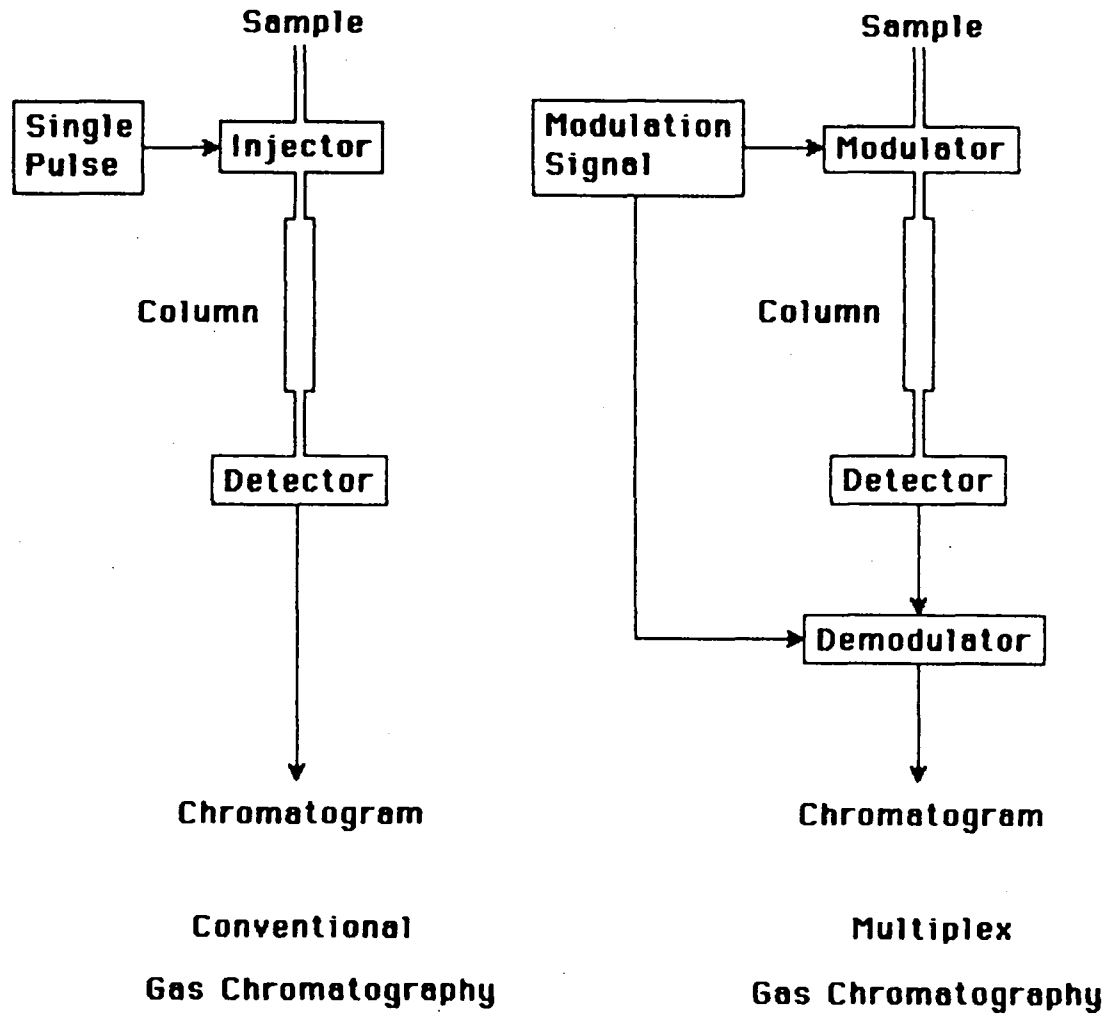 Sample
Single
Pulse
Injector
Column
Detector
Chromatogram
Conventional
Gas Chromatography
Sample
Modulation
Signal
Modulator
Column
Detector
Demodulator
Chromatogram
Multiplex
Gas Chromatography